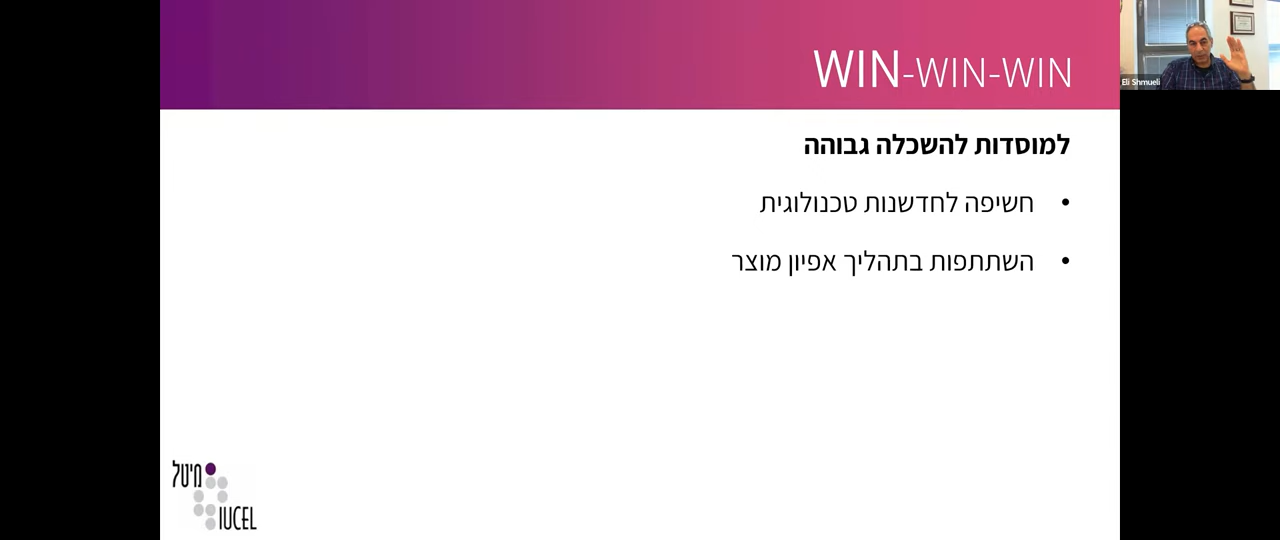 WIN-WIN-WIN
Eli Shmueli
למוסדות להשכלה גבוהה
• חשיפה לחדשנות טכנולוגית
• השתתפות בתהליך אפיון מוצר
מיטל
IUCEL